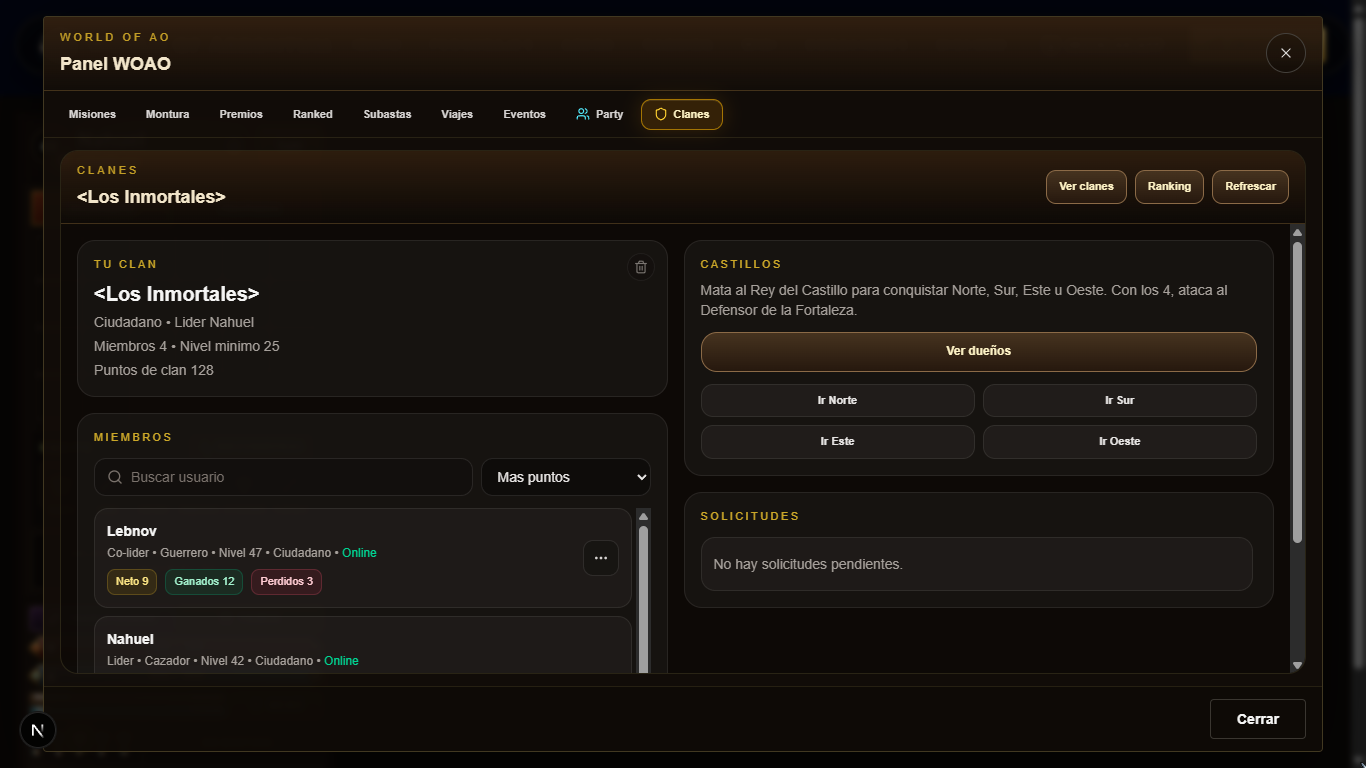 WORLD OF AO
Panel WOAO
Misiones
Montura
Premios
Ranked
Subastas
Viajes
Eventos
Party
Clanes
CLANES
<Los Inmortales>
Ver clanes
Ranking
Refrescar
TU CLAN
<Los Inmortales>
Ciudadano • Lider Nahuel
Miembros 4 • Nivel minimo 25
Puntos de clan 128
MIEMBROS
Buscar usuario
Mas puntos
Lebnov
Co-lider • Guerrero • Nivel 47 • Ciudadano • Online
Neto 9
Ganados 12
Perdidos 3
Nahuel
Lider • Cazador • Nivel 42 • Ciudadano • Online
CASTILLOS
Mata al Rey del Castillo para conquistar Norte, Sur, Este u Oeste. Con los 4, ataca al
Defensor de la Fortaleza.
Ver dueños
Ir Norte
Ir Sur
Ir Este
Ir Oeste
SOLICITUDES
No hay solicitudes pendientes.
N
Cerrar